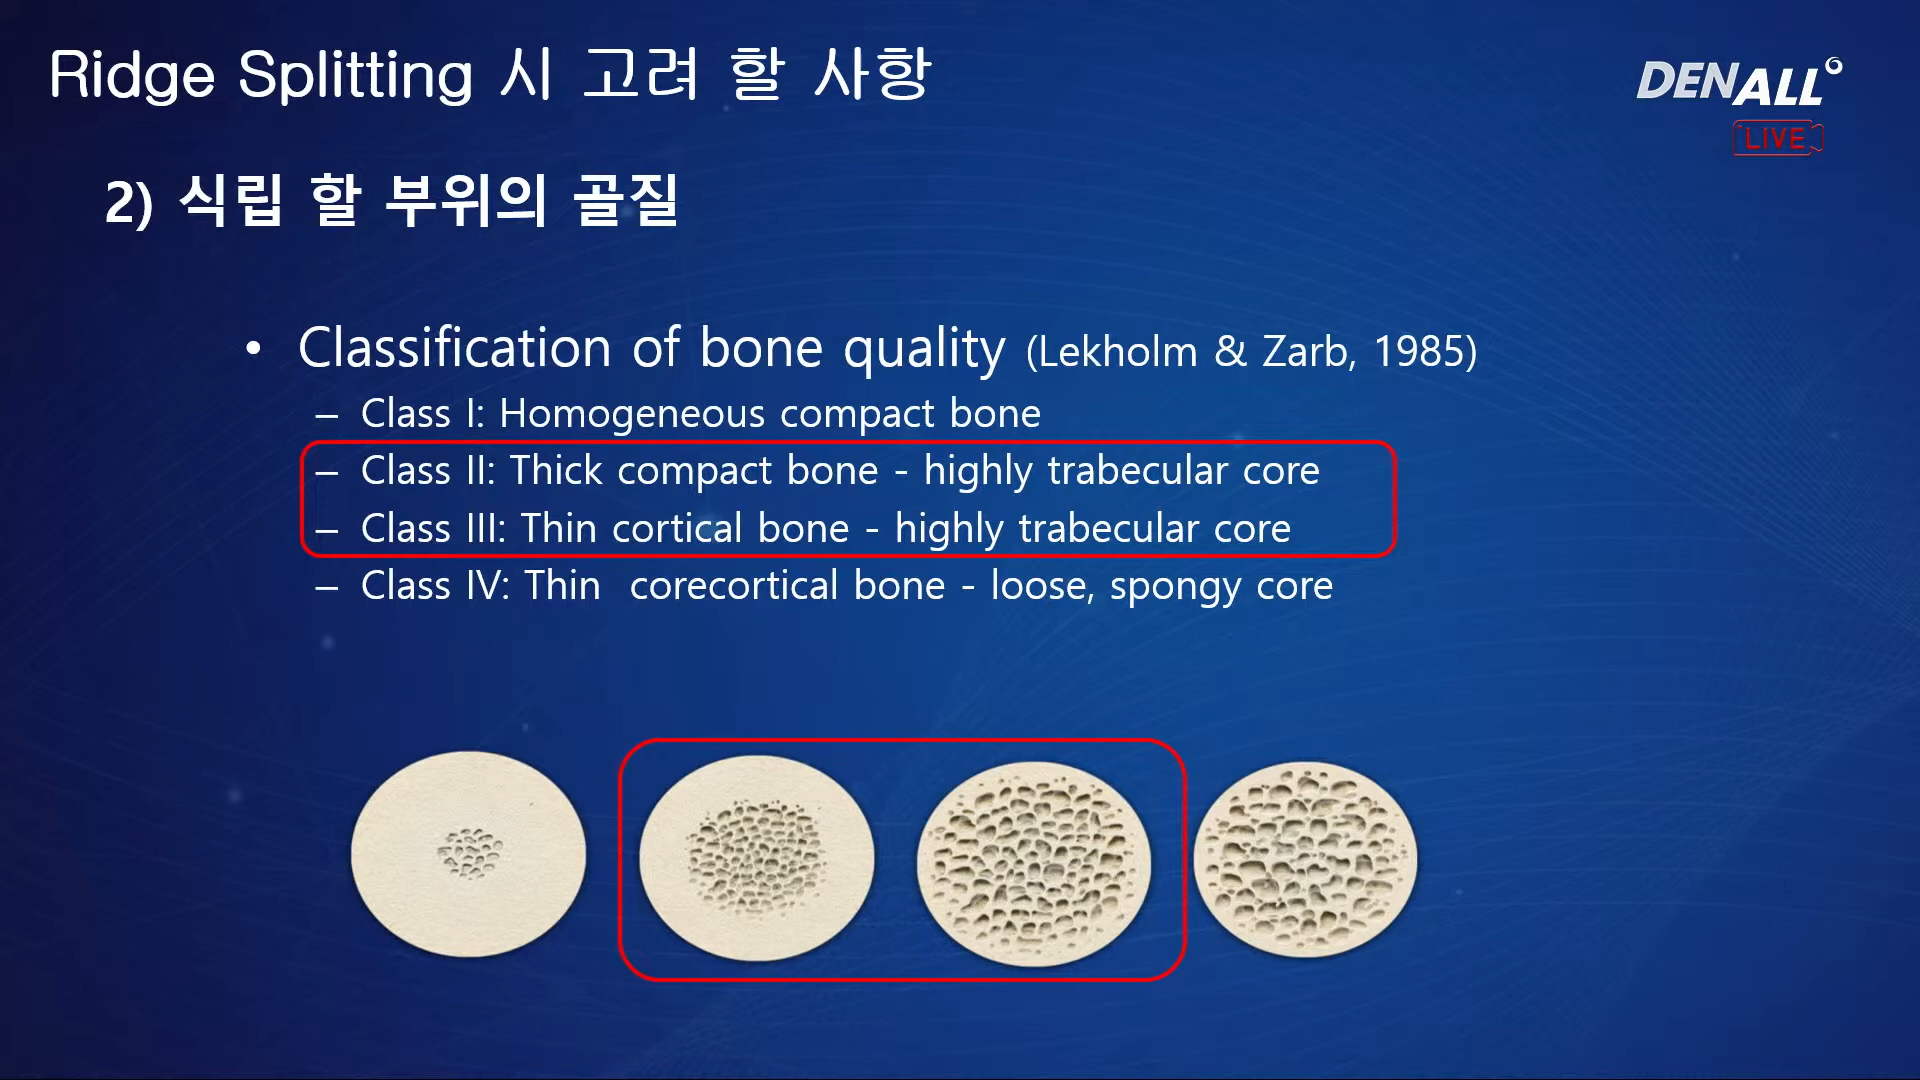 Ridge Splitting 시 고려 할 사항
DENALL
LIVE
2) 식립 할 부위의 골질
• Classification of bone quality (Lekholm & Zarb, 1985)
– Class I: Homogeneous compact bone
– Class II: Thick compact bone - highly trabecular core
– Class III: Thin cortical bone - highly trabecular core
– Class IV: Thin  corecortical bone - loose, spongy core